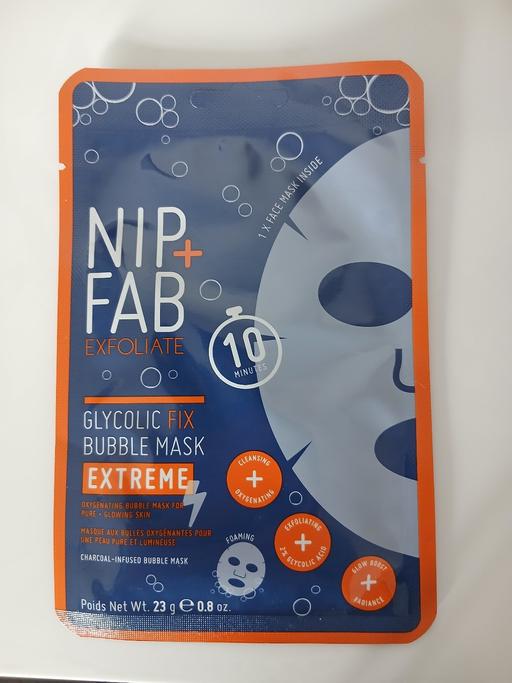 1 X FACE MASK INSIDE
NIP+
FAB
EXFOLIATE
10
MINUTES
GLYCOLIC FIX
BUBBLE MASK
EXTREME
OXYGENATING BUBBLE MASK FOR
PURE + GLOWING SKIN
MASQUE AUX BULLES OXYGÉNANTES POUR
UNE PEAU PURE ET LUMINEUSE
CHARCOAL-INFUSED BUBBLE MASK
CLEANSING
+
OXYGENATING
EXFOLIATING
+
2% GLYCOLIC ACID
GLOW BOOST
+
RADIANCE
FOAMING
Poids Net Wt. 23 g ℮ 0.8 oz.